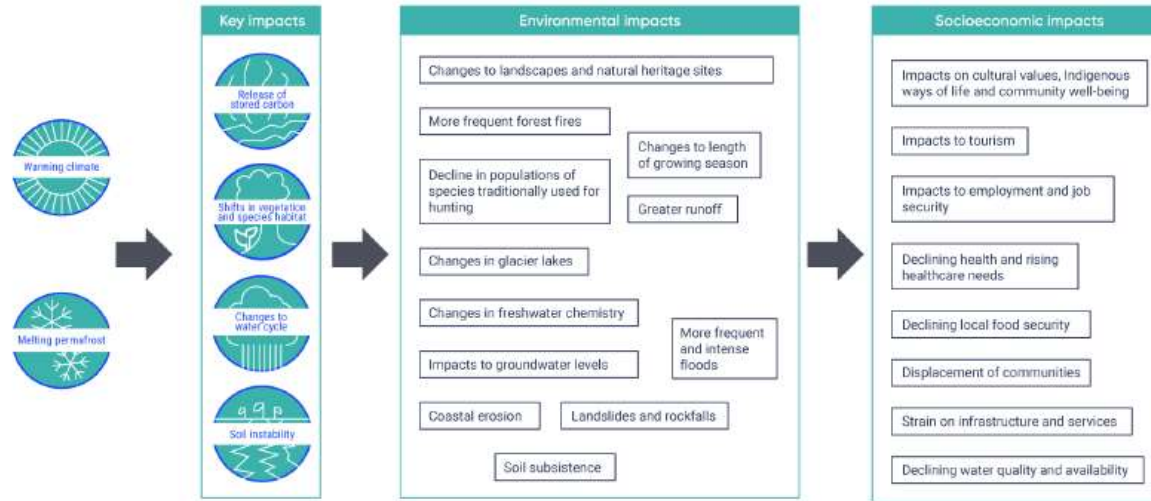 Key impacts
Environmental impacts
Socioeconomic impacts
Warming climate
Melting permafrost
Release of
stored carbon
Shifts in vegetation
and species habitat
Changes to
water cycle
Soil instability
Changes to landscapes and natural heritage sites
More frequent forest fires
Changes to length
of growing season
Decline in populations of
species traditionally used for
hunting
Greater runoff
Changes in glacier lakes
Changes in freshwater chemistry
More frequent
and intense
floods
Impacts to groundwater levels
Coastal erosion
Landslides and rockfalls
Soil subsistence
Impacts on cultural values, Indigenous
ways of life and community well-being
Impacts to tourism
Impacts to employment and job
security
Declining health and rising
healthcare needs
Declining local food security
Displacement of communities
Strain on infrastructure and services
Declining water quality and availability